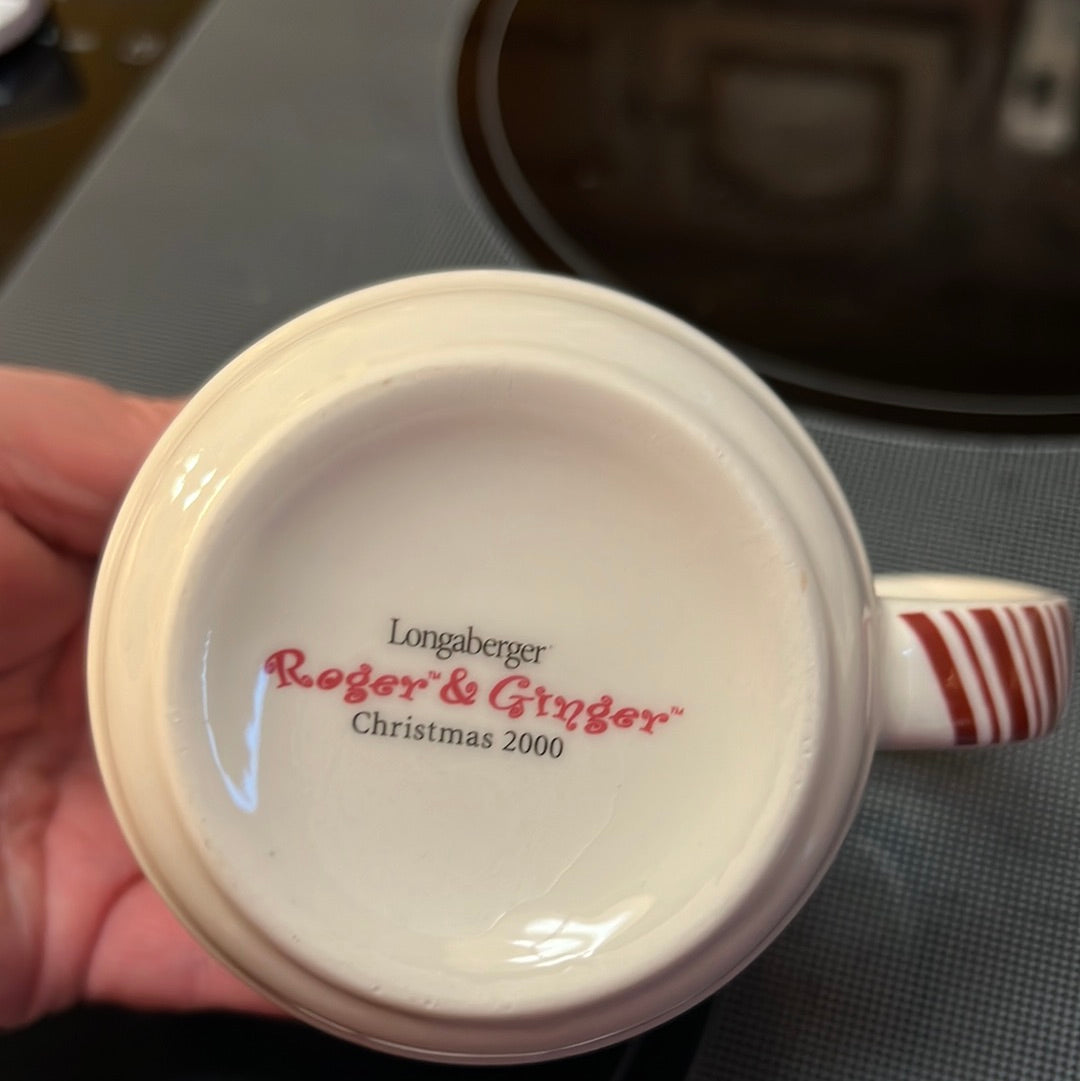 Longaberger
Roger™ & Ginger™
Christmas 2000